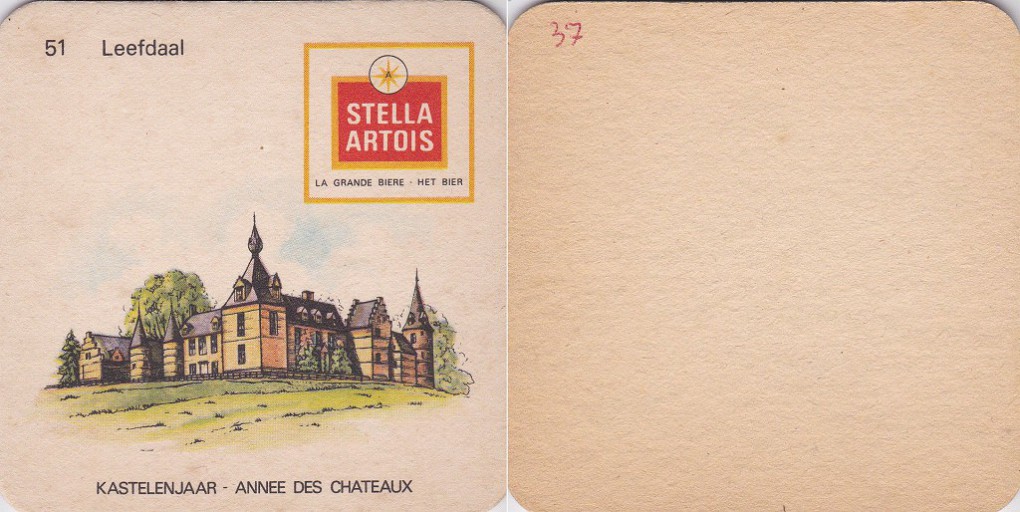 51 Leefdaal
A
STELLA
ARTOIS
LA GRANDE BIERE - HET BIER
KASTELENJAAR - ANNEE DES CHATEAUX
37